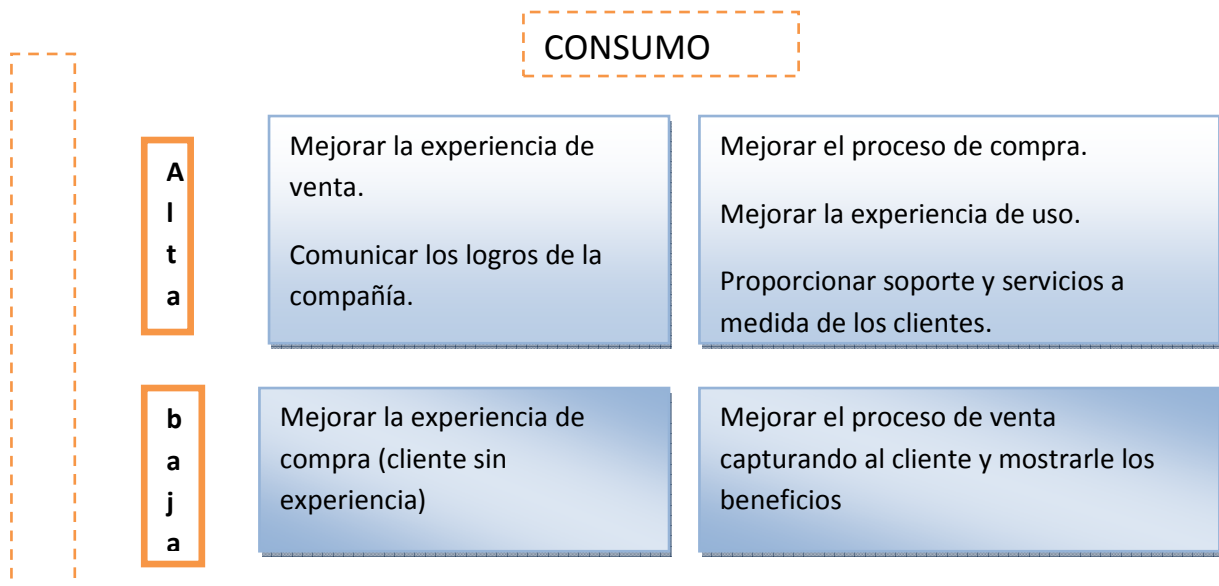 CONSUMO
A
l
t
a
Mejorar la experiencia de
venta.
Comunicar los logros de la
compañía.
Mejorar el proceso de compra.
Mejorar la experiencia de uso.
Proporcionar soporte y servicios a
medida de los clientes.
b
a
j
a
Mejorar la experiencia de
compra (cliente sin
experiencia)
Mejorar el proceso de venta
capturando al cliente y mostrarle los
beneficios